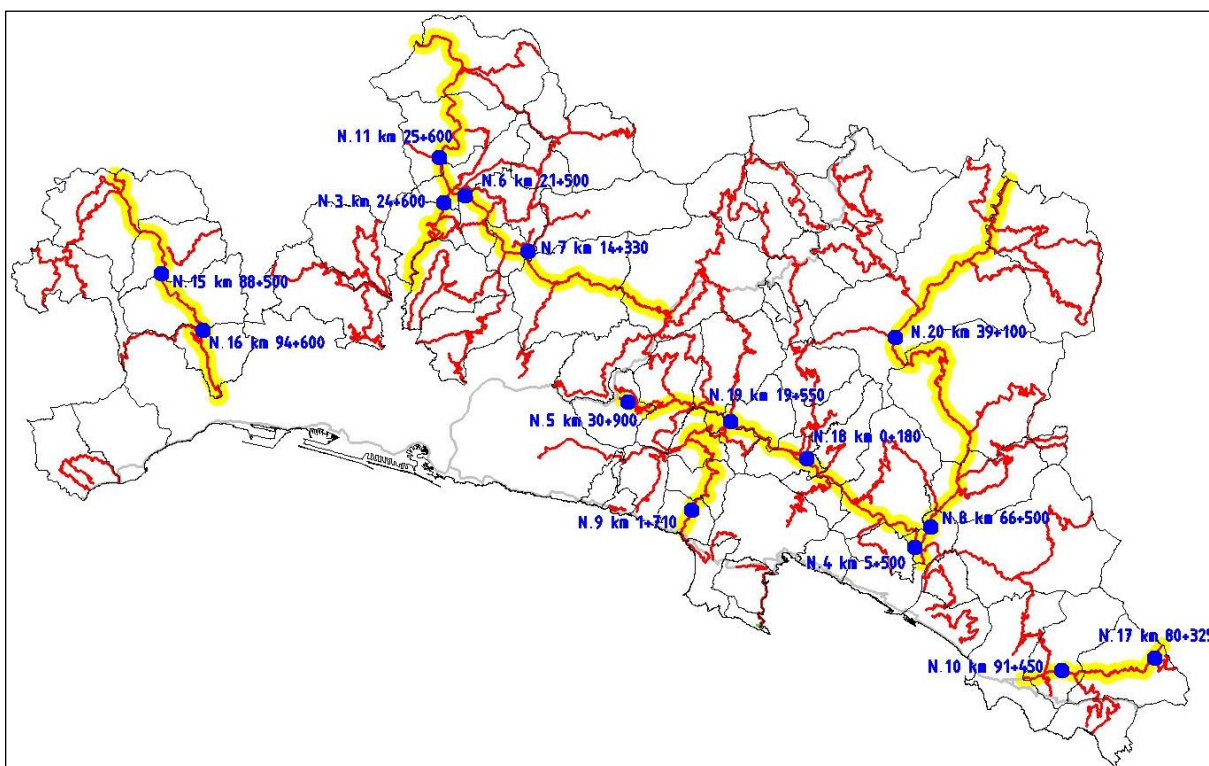 N.11 km 25+600
N.6 km 21+500
N.3 km 24+600
N.7 km 14+330
N.15 km 88+500
N.16 km 94+600
N.20 km 39+100
N.19 km 19+550
N.5 km 30+900
N.18 km 0+180
N.9 km 1+710
N.8 km 66+500
N.4 km 5+500
N.17 km 80+325
N.10 km 91+450